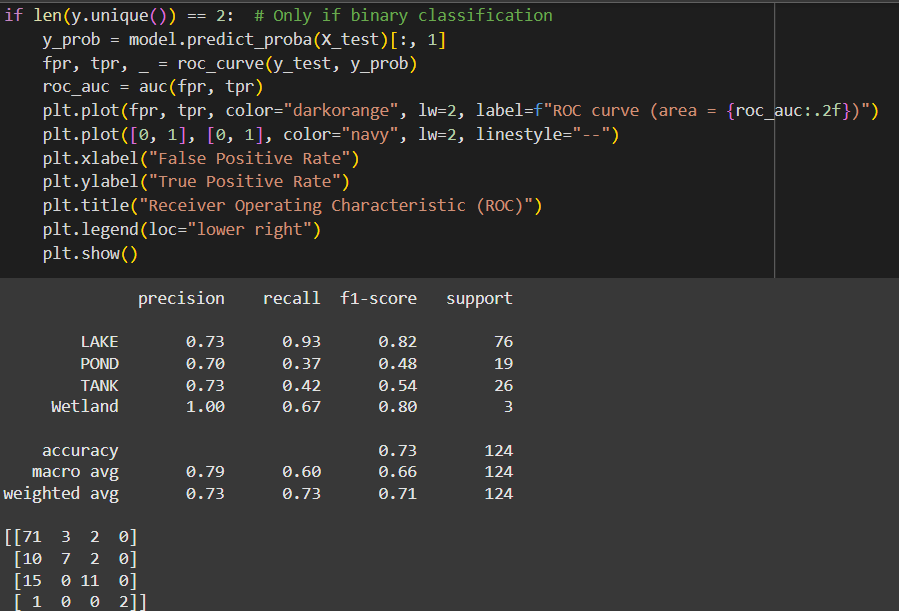 if len(y.unique()) == 2:  # Only if binary classification
    y_prob = model.predict_proba(X_test)[:, 1]
    fpr, tpr, _ = roc_curve(y_test, y_prob)
    roc_auc = auc(fpr, tpr)
    plt.plot(fpr, tpr, color="darkorange", lw=2, label=f"ROC curve (area = {roc_auc:.2f})")
    plt.plot([0, 1], [0, 1], color="navy", lw=2, linestyle="--")
    plt.xlabel("False Positive Rate")
    plt.ylabel("True Positive Rate")
    plt.title("Receiver Operating Characteristic (ROC)")
    plt.legend(loc="lower right")
    plt.show()
              precision    recall  f1-score   support
        LAKE       0.73      0.93      0.82        76
        POND       0.70      0.37      0.48        19
        TANK       0.73      0.42      0.54        26
     Wetland       1.00      0.67      0.80         3
    accuracy                           0.73       124
   macro avg       0.79      0.60      0.66       124
weighted avg       0.73      0.73      0.71       124
[[71  3  2  0]
 [10  7  2  0]
 [15  0 11  0]
 [ 1  0  0  2]]